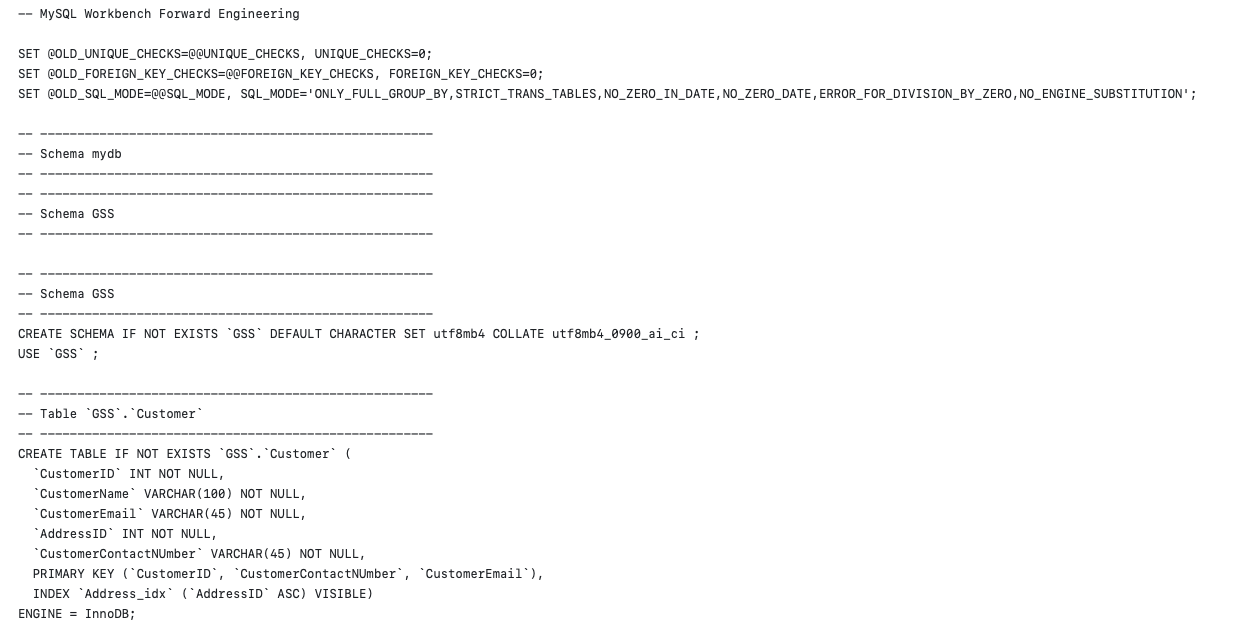 -- MySQL Workbench Forward Engineering

SET @OLD_UNIQUE_CHECKS=@@UNIQUE_CHECKS, UNIQUE_CHECKS=0;
SET @OLD_FOREIGN_KEY_CHECKS=@@FOREIGN_KEY_CHECKS, FOREIGN_KEY_CHECKS=0;
SET @OLD_SQL_MODE=@@SQL_MODE, SQL_MODE='ONLY_FULL_GROUP_BY,STRICT_TRANS_TABLES,NO_ZERO_IN_DATE,NO_ZERO_DATE,ERROR_FOR_DIVISION_BY_ZERO,NO_ENGINE_SUBSTITUTION';

-- -----------------------------------------------------
-- Schema mydb
-- -----------------------------------------------------
-- -----------------------------------------------------
-- Schema GSS
-- -----------------------------------------------------

-- -----------------------------------------------------
-- Schema GSS
-- -----------------------------------------------------
CREATE SCHEMA IF NOT EXISTS `GSS` DEFAULT CHARACTER SET utf8mb4 COLLATE utf8mb4_0900_ai_ci ;
USE `GSS` ;

-- -----------------------------------------------------
-- Table `GSS`.`Customer`
-- -----------------------------------------------------
CREATE TABLE IF NOT EXISTS `GSS`.`Customer` (
  `CustomerID` INT NOT NULL,
  `CustomerName` VARCHAR(100) NOT NULL,
  `CustomerEmail` VARCHAR(45) NOT NULL,
  `AddressID` INT NOT NULL,
  `CustomerContactNUmber` VARCHAR(45) NOT NULL,
  PRIMARY KEY (`CustomerID`, `CustomerContactNUmber`, `CustomerEmail`),
  INDEX `Address_idx` (`AddressID` ASC) VISIBLE)
ENGINE = InnoDB;